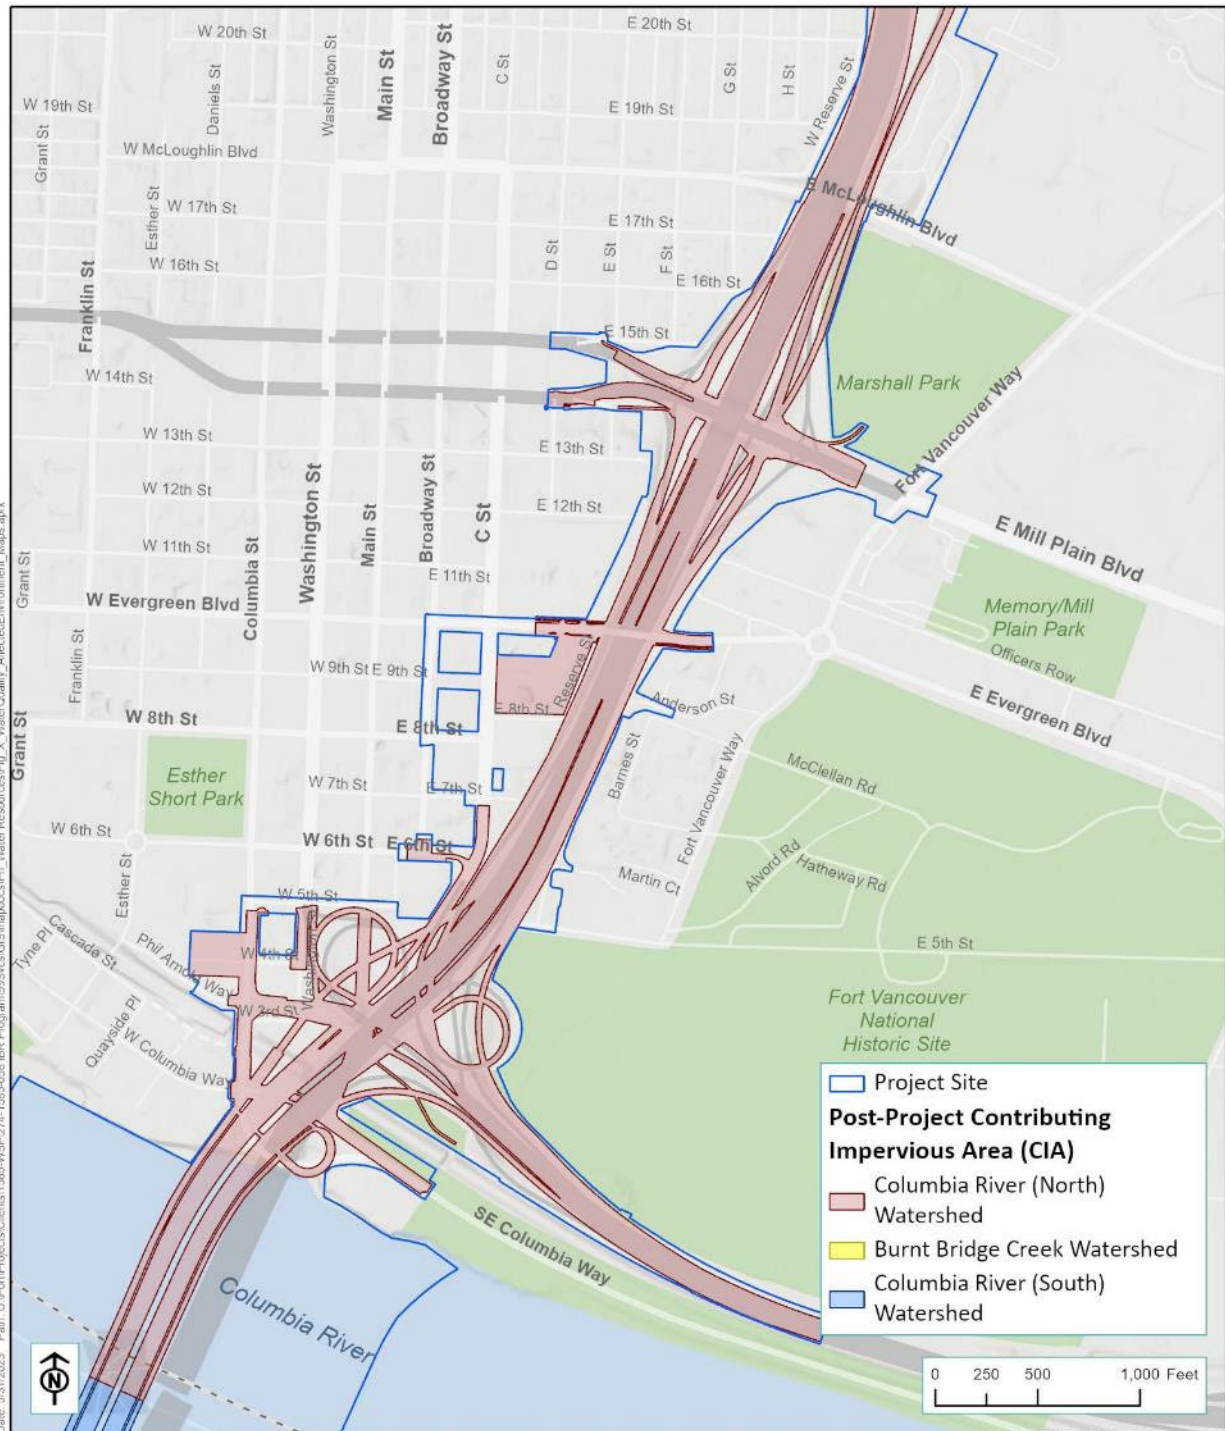 W 20th St
E 20th St
Daniels St
Washington St
Main St
Broadway St
C St
G St
H St
W Reserve St
W 19th St
E 19th St
Grant St
W McLoughlin Blvd
E McLoughlin Blvd
Esther St
W 17th St
E 17th St
D St
E St
F St
W 16th St
E 16th St
Franklin St
E 15th St
W 14th St
Marshall Park
Fort Vancouver Way
W 13th St
E 13th St
W 12th St
E 12th St
Washington St
Main St
Broadway St
C St
W 11th St
E 11th St
Columbia St
Grant St
E Mill Plain Blvd
W Evergreen Blvd
Memory/Mill
Plain Park
Officers Row
Franklin St
W 9th St
E 9th St
Reserve St
Anderson St
E Evergreen Blvd
E 8th St
W 8th St
E 8th St
Grant St
Barnes St
Fort Vancouver Way
McClellan Rd
Esther
Short Park
W 7th St
E 7th St
W 6th St
W 6th St
E 6th St
Alvord Rd
Hatheway Rd
Martin Ct
Esther St
W 5th St
E 5th St
Tyne Pl
Cascade St
Phil Arnold Way
W 4th St
Washington
W 3rd St
Quayside Pl
W Columbia Way
Fort Vancouver
National
Historic Site
SE Columbia Way
Columbia River
Project Site
Post-Project Contributing
Impervious Area (CIA)
Columbia River (North)
Watershed
Burnt Bridge Creek Watershed
Columbia River (South)
Watershed
N
0 250 500 1,000 Feet